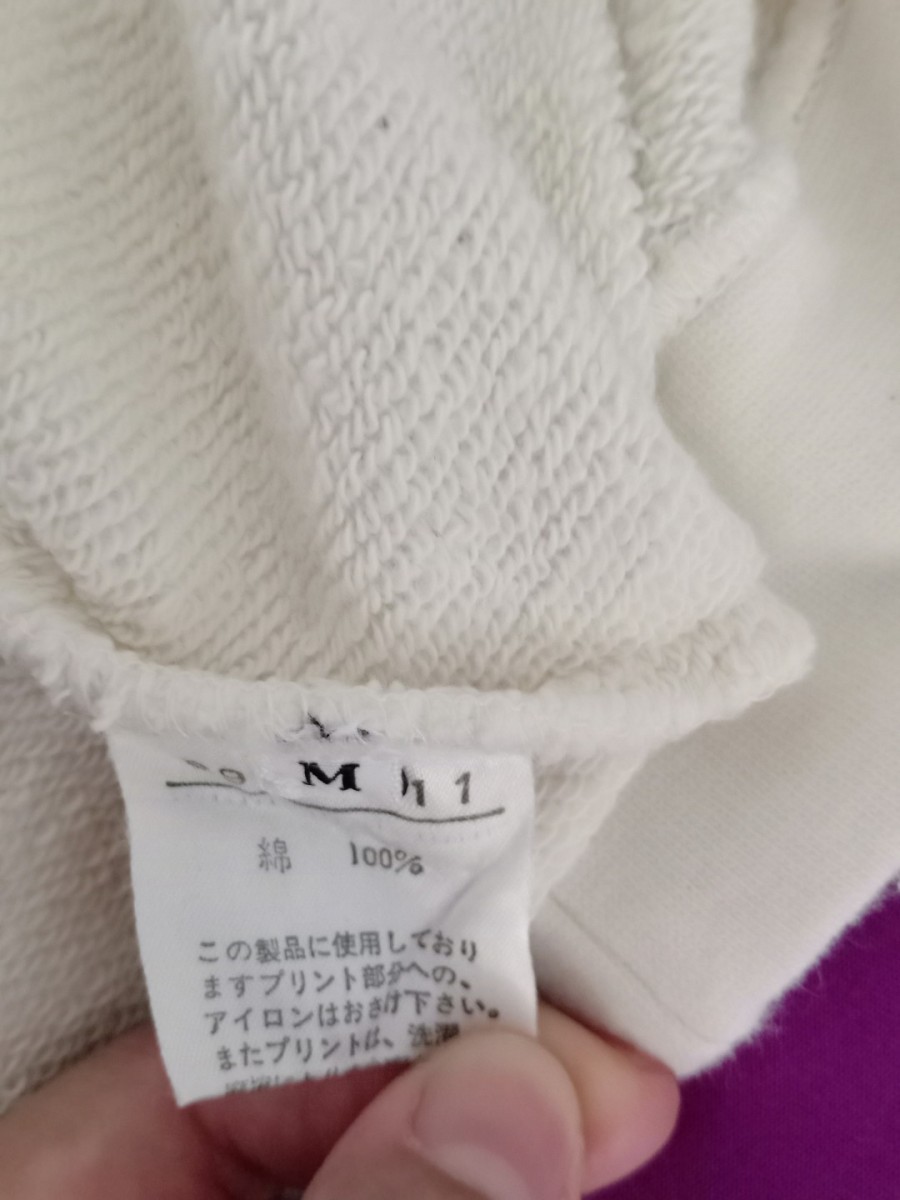 M 11
綿 100%
この製品に使用しており
ますプリント部分への、
アイロンはおさけ下さい。
またプリントは、洗濯